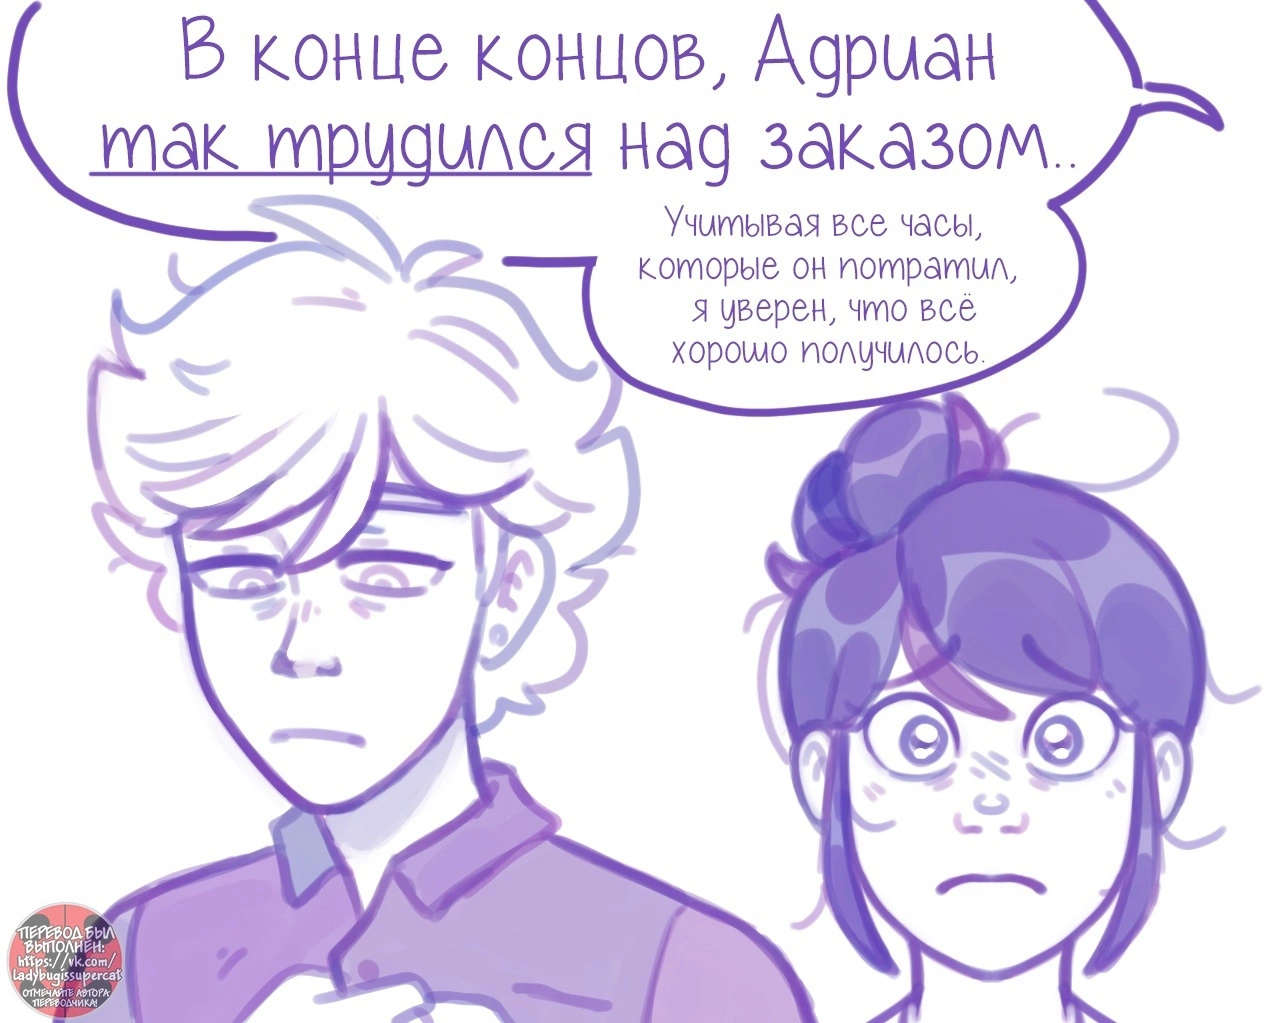 В конце концов, Адриан
так трудился над заказом..
Учитывая все часы,
которые он потратил,
я уверен, что всё
хорошо получилось.
ПЕРЕВОД БЫЛ
ВЫПОЛНЕН:
https://vk.com/
ladybugissupercat
ОТМЕЧАЙТЕ АВТОРА
ПЕРЕВОДЧИКА!